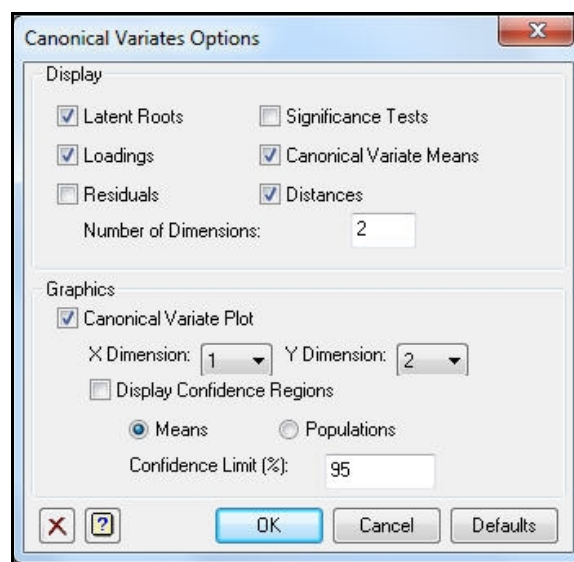 Canonical Variates Options
Display
Latent Roots Significance Tests
Loadings Canonical Variate Means
Residuals Distances
Number of Dimensions: 2
Graphics
Canonical Variate Plot
X Dimension: 1 Y Dimension: 2
Display Confidence Regions
Means Populations
Confidence Limit (%): 95
OK Cancel Defaults